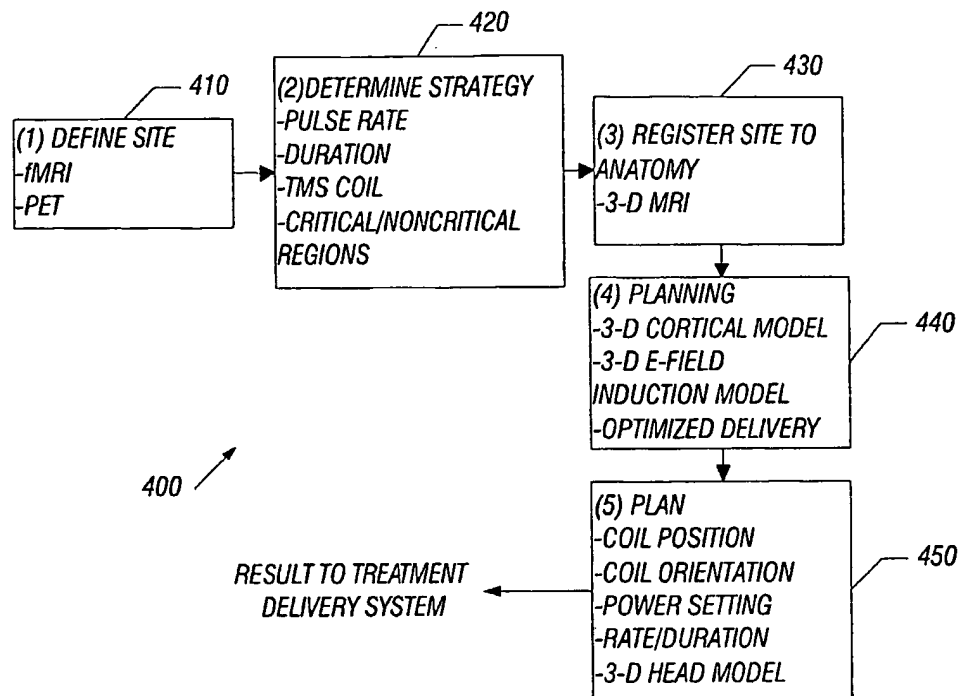 410
(1) DEFINE SITE
-fMRI
-PET
420
(2)DETERMINE STRATEGY
-PULSE RATE
-DURATION
-TMS COIL
-CRITICAL/NONCRITICAL
REGIONS
430
(3) REGISTER SITE TO
ANATOMY
-3-D MRI
(4) PLANNING
-3-D CORTICAL MODEL
-3-D E-FIELD
INDUCTION MODEL
-OPTIMIZED DELIVERY
440
(5) PLAN
-COIL POSITION
-COIL ORIENTATION
-POWER SETTING
-RATE/DURATION
-3-D HEAD MODEL
450
400
RESULT TO TREATMENT
DELIVERY SYSTEM